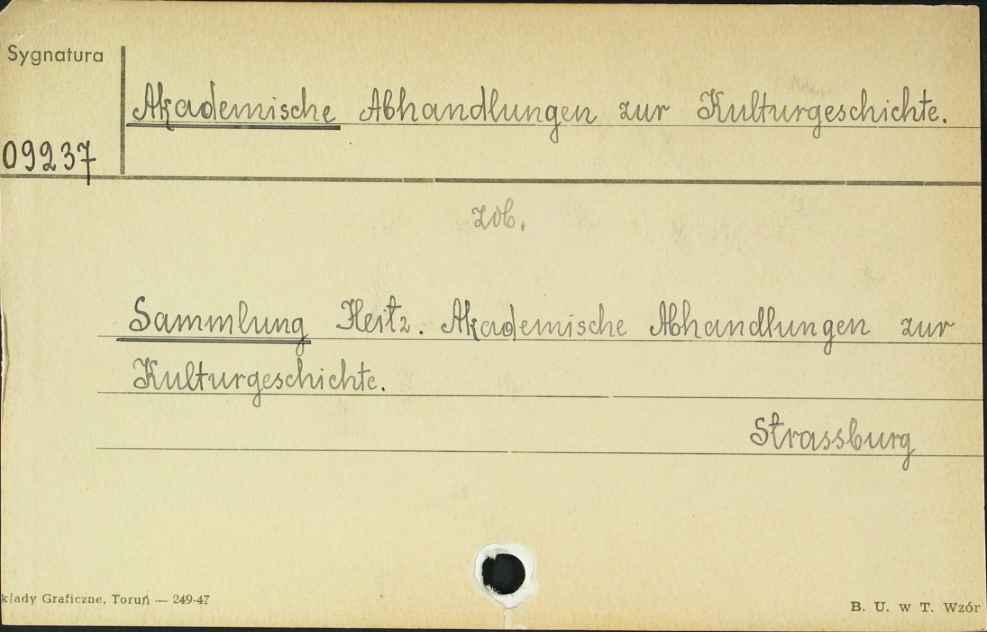 Sygnatura
Akademische Abhandlungen zur Kulturgeschichte.
09237
zob.
Sammlung Heitz. Akademische Abhandlungen zur
Kulturgeschichte.
Strassburg
kłady Graficzne, Toruń — 249-47
B. U. w T. Wzór